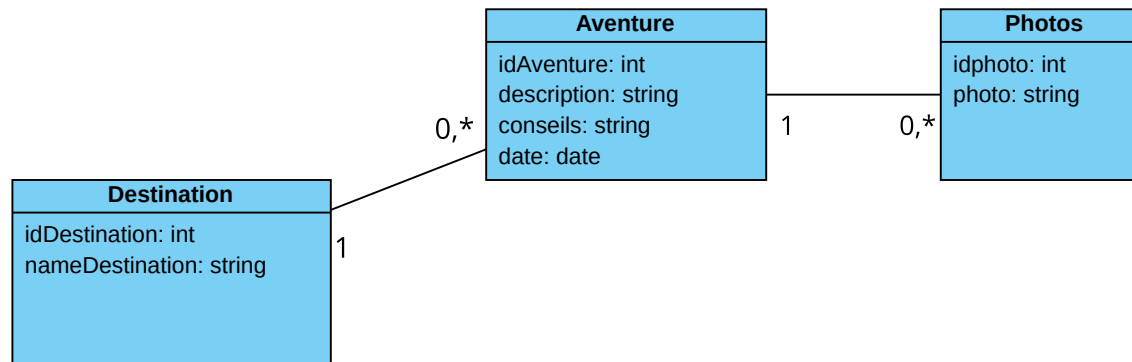 Aventure
idAventure: int
description: string
conseils: string
date: date
Photos
idphoto: int
photo: string
0,*
1
0,*
Destination
idDestination: int
nameDestination: string
1